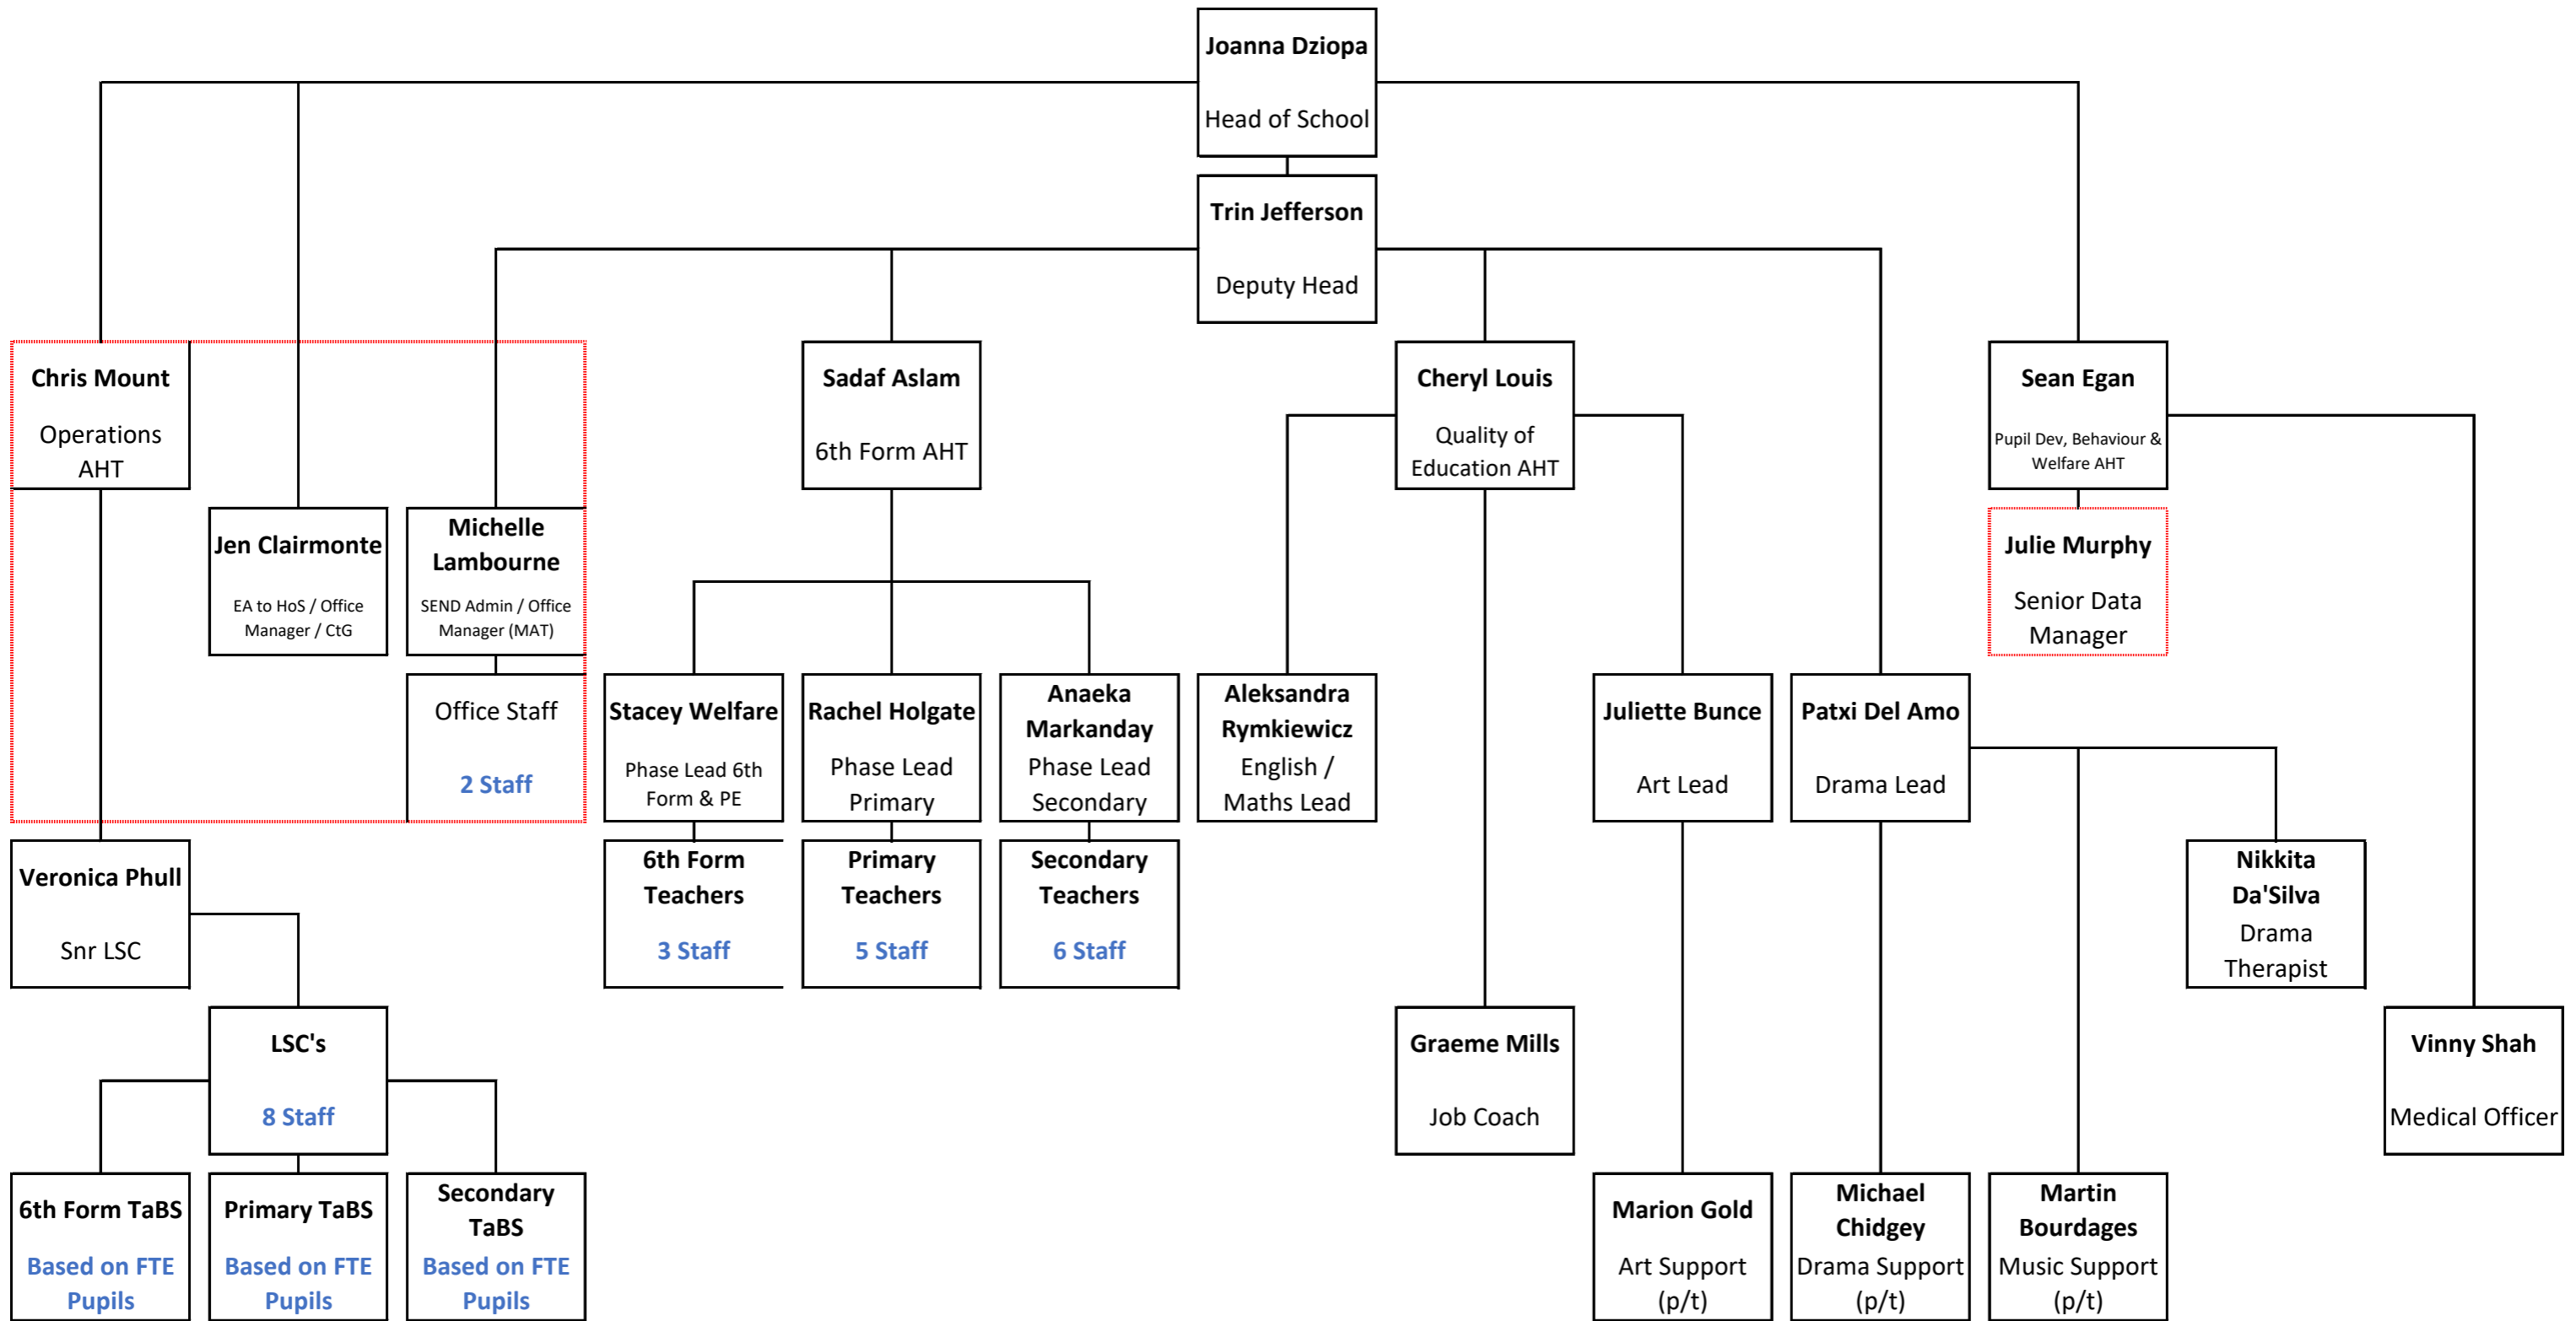 Joanna Dziopa
Head of School
Trin Jefferson
Deputy Head
Chris Mount
Operations
AHT
Sadaf Aslam
6th Form AHT
Cheryl Louis
Quality of
Education AHT
Sean Egan
Pupil Dev, Behaviour &
Welfare AHT
Jen Clairmonte
EA to HoS / Office
Manager / CtG
Michelle
Lambourne
SEND Admin / Office
Manager (MAT)
Julie Murphy
Senior Data
Manager
Office Staff
2 Staff
Stacey Welfare
Phase Lead 6th
Form & PE
Rachel Holgate
Phase Lead
Primary
Anaeka
Markanday
Phase Lead
Secondary
Aleksandra
Rymkiewicz
English /
Maths Lead
Juliette Bunce
Art Lead
Patxi Del Amo
Drama Lead
Veronica Phull
Snr LSC
6th Form
Teachers
3 Staff
Primary
Teachers
5 Staff
Secondary
Teachers
6 Staff
Nikkita
Da'Silva
Drama
Therapist
LSC's
8 Staff
Graeme Mills
Job Coach
Vinny Shah
Medical Officer
6th Form TaBS
Based on FTE
Pupils
Primary TaBS
Based on FTE
Pupils
Secondary
TaBS
Based on FTE
Pupils
Marion Gold
Art Support
(p/t)
Michael
Chidgey
Drama Support
(p/t)
Martin
Bourdages
Music Support
(p/t)